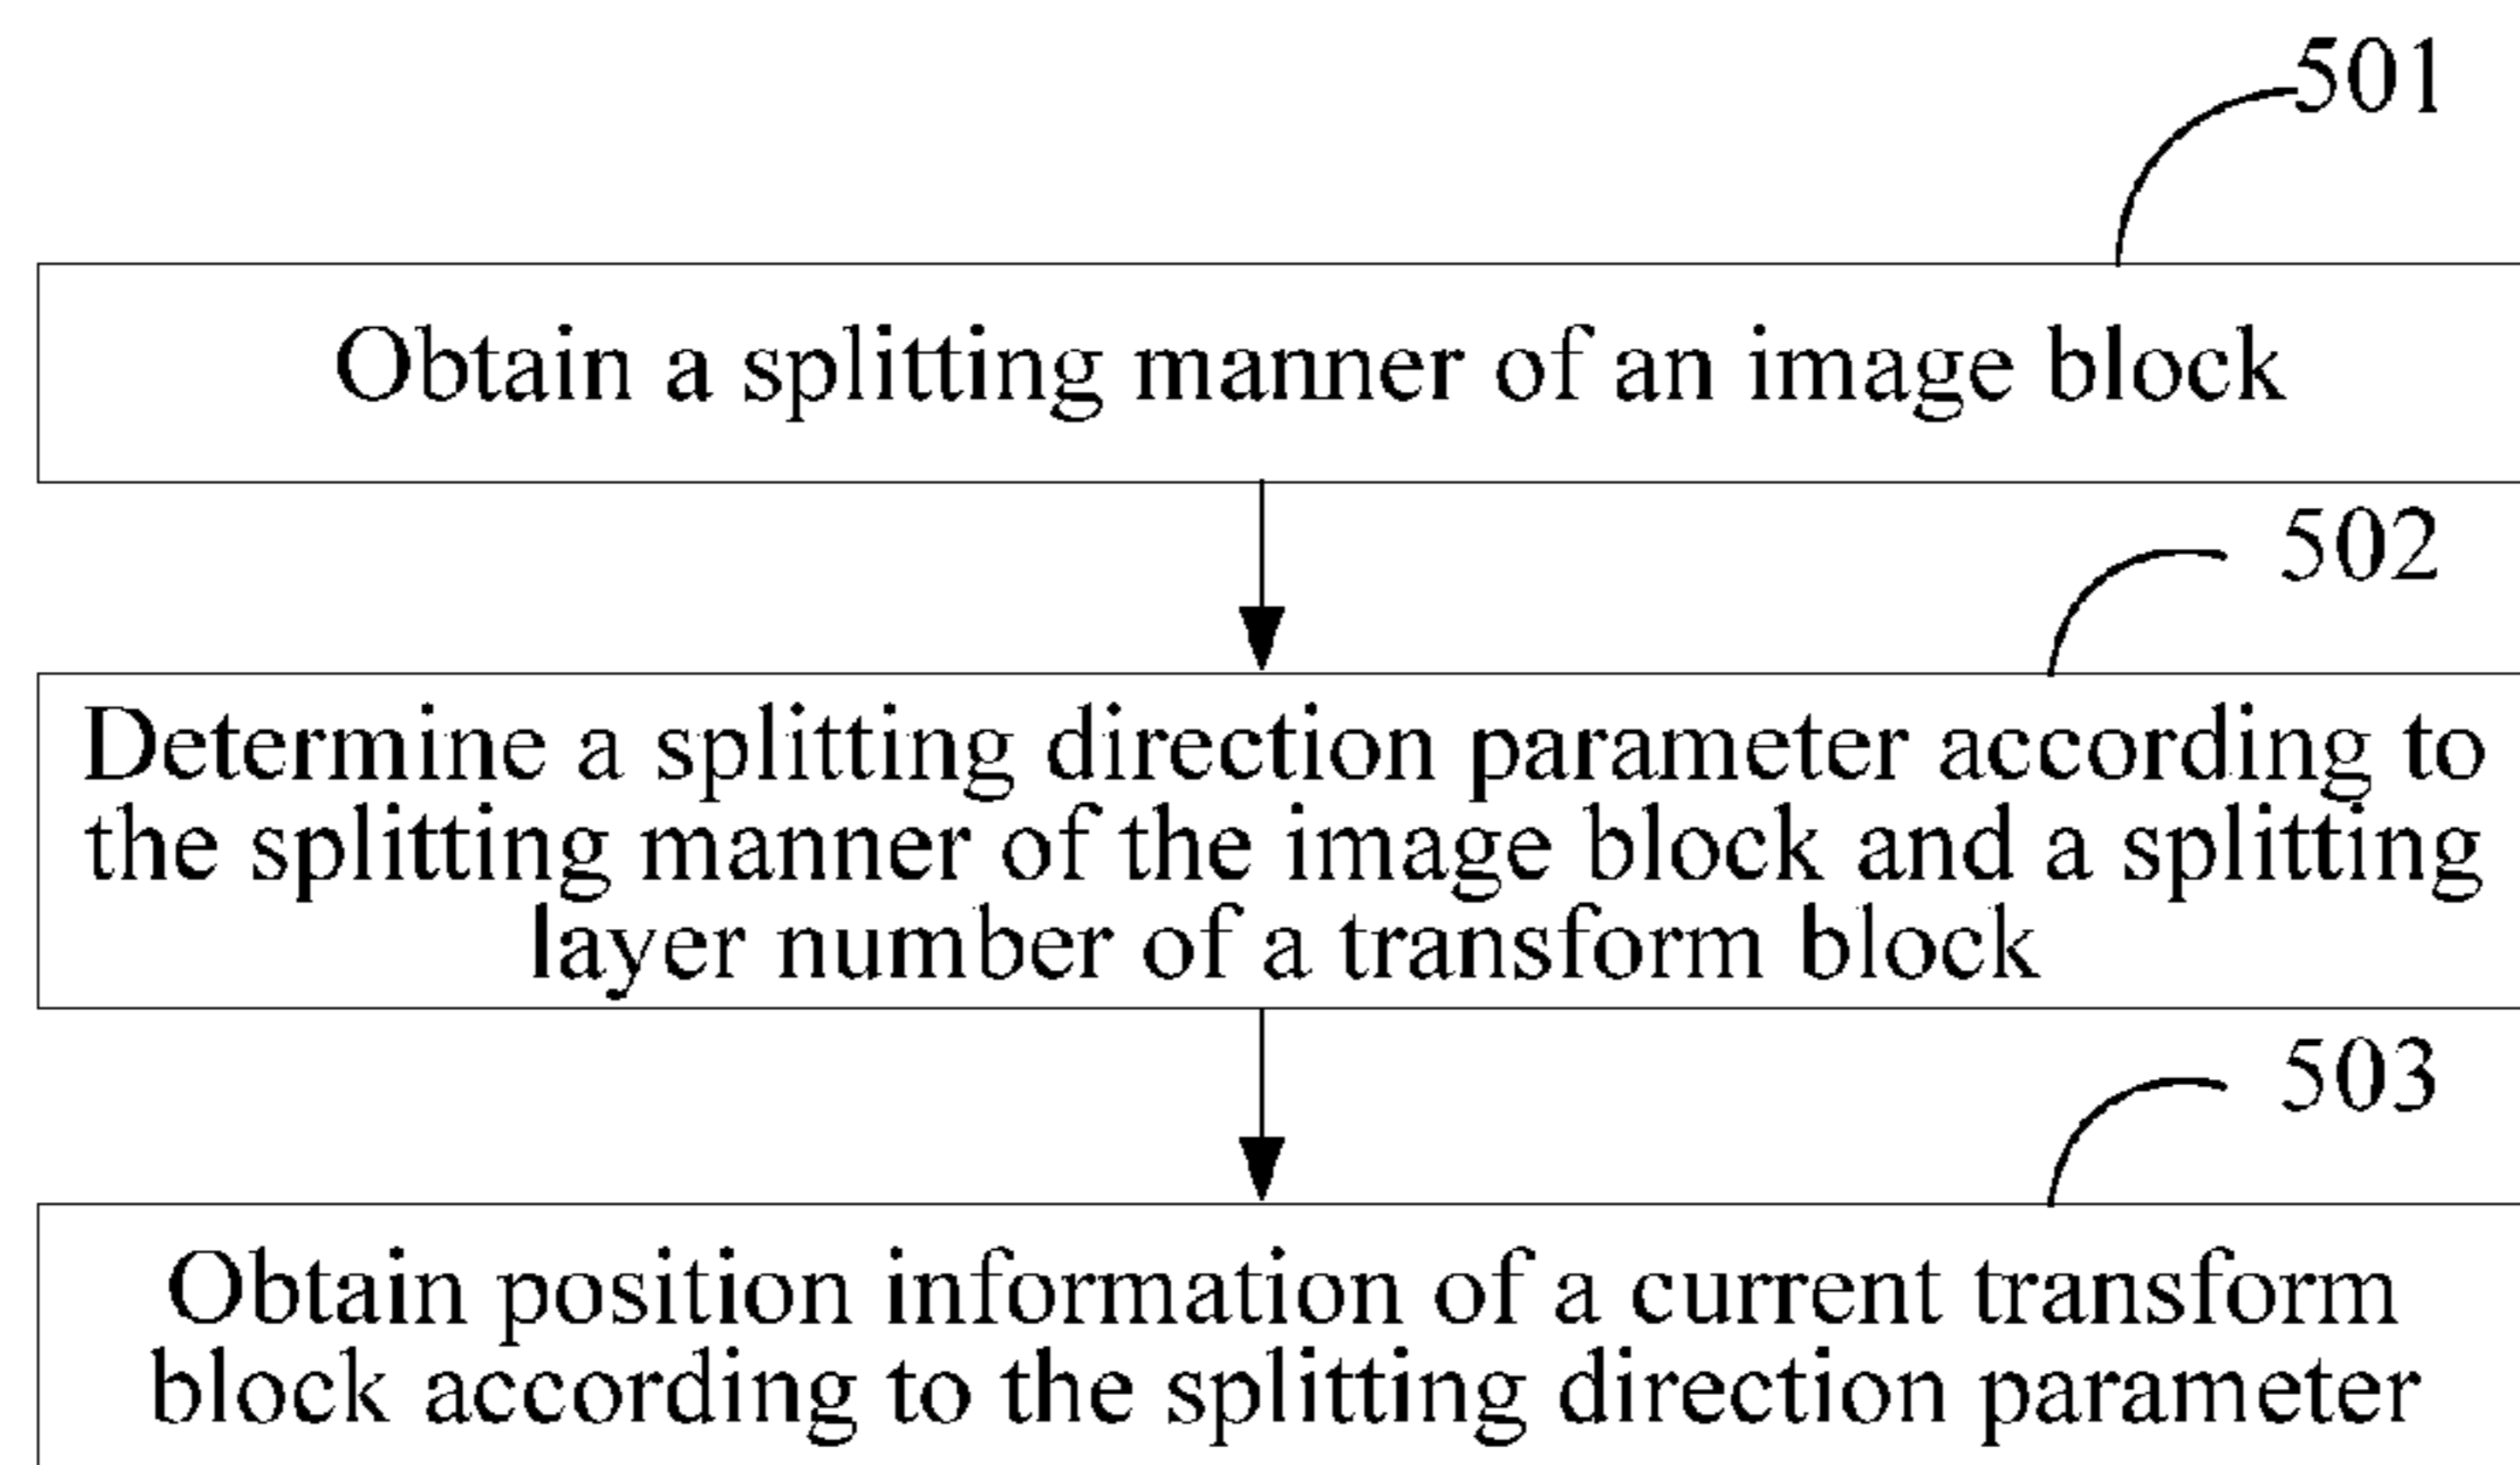 501
Obtain a splitting manner of an image block
502
Determine a splitting direction parameter according to
the splitting manner of the image block and a splitting
layer number of a transform block
503
Obtain position information of a current transform
block according to the splitting direction parameter